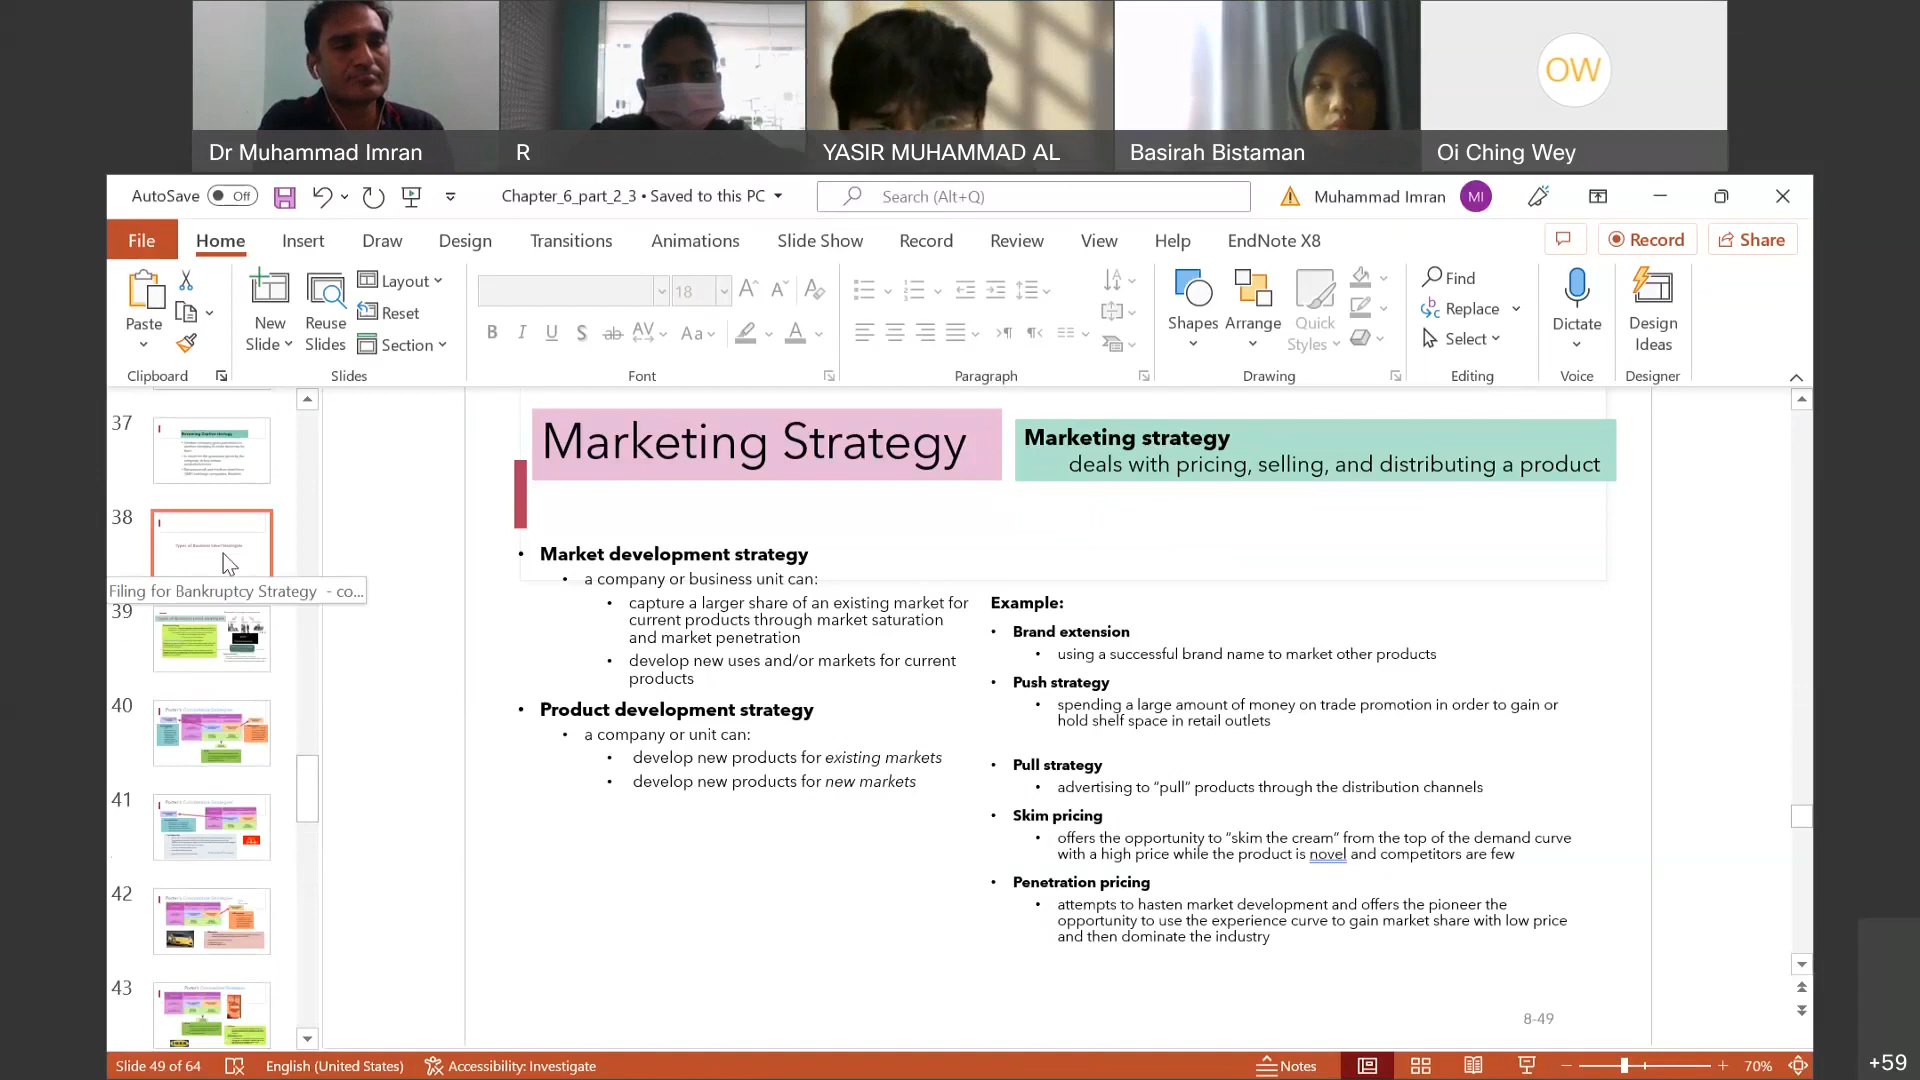 OW
Dr Muhammad Imran
R
YASIR MUHAMMAD AL
Basirah Bistaman
Oi Ching Wey
AutoSave Off
Chapter_6_part_2_3 • Saved to this PC
Search (Alt+Q)
Muhammad Imran MI
File Home Insert Draw Design Transitions Animations Slide Show Record Review View Help EndNote X8
Record Share
Paste
New Slide
Reuse Slides
Layout
Reset
Section
18
Shapes Arrange Quick Styles
Find
Replace
Select
Dictate
Design Ideas
Clipboard Slides Font Paragraph Drawing Editing Voice Designer
37
38
Filing for Bankruptcy Strategy - co...
39
40
41
42
43
Marketing Strategy
Marketing strategy
deals with pricing, selling, and distributing a product
• Market development strategy
• a company or business unit can:
• capture a larger share of an existing market for
current products through market saturation
and market penetration
• develop new uses and/or markets for current
products
• Product development strategy
• a company or unit can:
• develop new products for existing markets
• develop new products for new markets
Example:
• Brand extension
• using a successful brand name to market other products
• Push strategy
• spending a large amount of money on trade promotion in order to gain or
hold shelf space in retail outlets
• Pull strategy
• advertising to “pull” products through the distribution channels
• Skim pricing
• offers the opportunity to “skim the cream” from the top of the demand curve
with a high price while the product is novel and competitors are few
• Penetration pricing
• attempts to hasten market development and offers the pioneer the
opportunity to use the experience curve to gain market share with low price
and then dominate the industry
8-49
Slide 49 of 64
English (United States)
Accessibility: Investigate
Notes
70%
+59